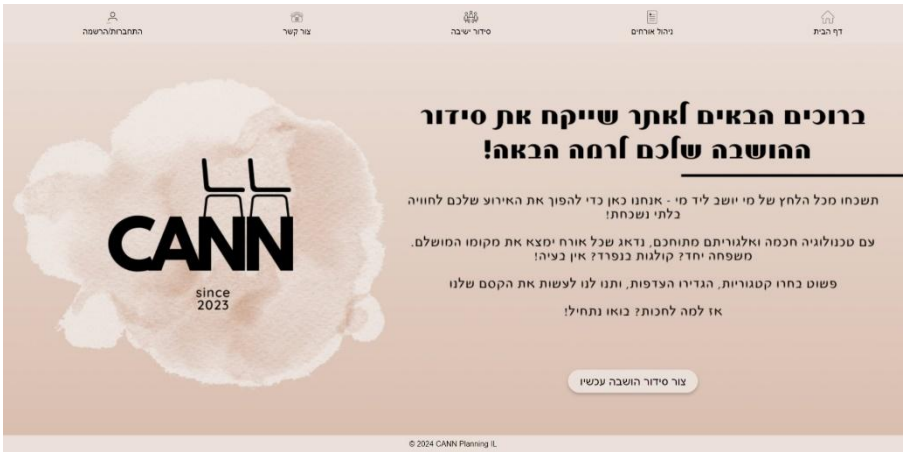 דף הבית
ניהול אורחים
סידור ישיבה
צור קשר
התחברות/הרשמה
ברוכים הבאים לאתר שייקח את סידור
ההושבה שלכם לרמה הבאה!
תשכחו מכל הלחץ של מי יושב ליד מי - אנחנו כאן כדי להפוך את האירוע שלכם לחוויה
בלתי נשכחת!
עם טכנולוגיה חכמה ואלגוריתם מתוחכם, נדאג שכל אורח ימצא את מקומו המושלם.
משפחה יחד? קולגות בנפרד? אין בעיה!
פשוט בחרו קטגוריות, הגדירו העדפות, ותנו לנו לעשות את הקסם שלנו
אז למה לחכות? בואו נתחיל!
צור סידור הושבה עכשיו
CANN
since
2023
© 2024 CANN Planning IL